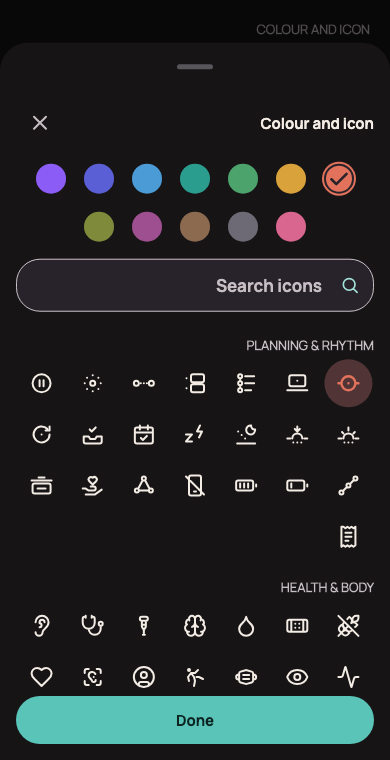 COLOUR AND ICON
Colour and icon
Search icons
PLANNING & RHYTHM
HEALTH & BODY
Done